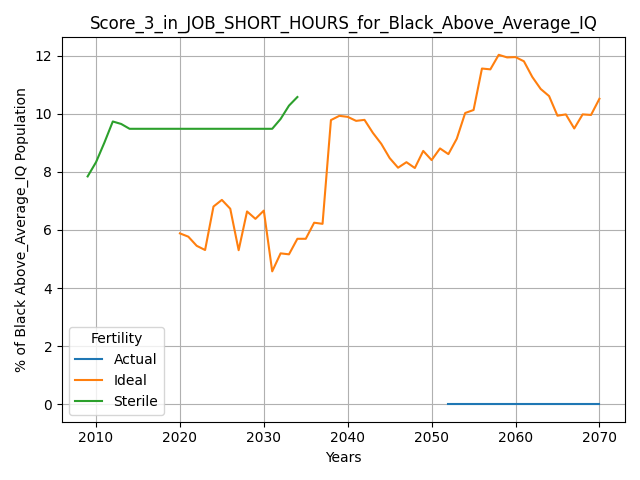 Score_3_in_JOB_SHORT_HOURS_for_Black_Above_Average_IQ
% of Black Above_Average_IQ Population
12
10
8
6
4
2
0
Fertility
Actual
Ideal
Sterile
2010 2020 2030 2040 2050 2060 2070
Years